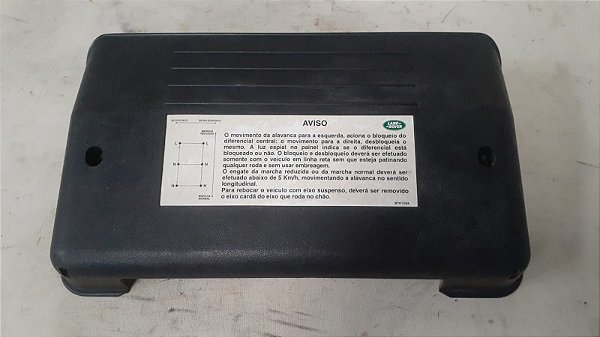 AVISO
LAND
ROVER
O movimento da alavanca para a esquerda, aciona o bloqueio do
diferencial central: o movimento para a direita, desbloqueia o
mesmo. A luz espial no painel indica se o diferencial está
bloqueado ou não. O bloqueio e desbloqueio deverá ser efetuado
somente com o veículo em linha reta sem que esteja patinando
qualquer roda e sem usar embreagem.
O engate da marcha reduzida ou da marcha normal deverá ser
efetuado abaixo de 5 Km/h, movimentando a alavanca no sentido
longitudinal.
Para rebocar o veículo com eixo suspenso, deverá ser removido
o eixo cardã do eixo que roda no chão.
L L
N N
H H